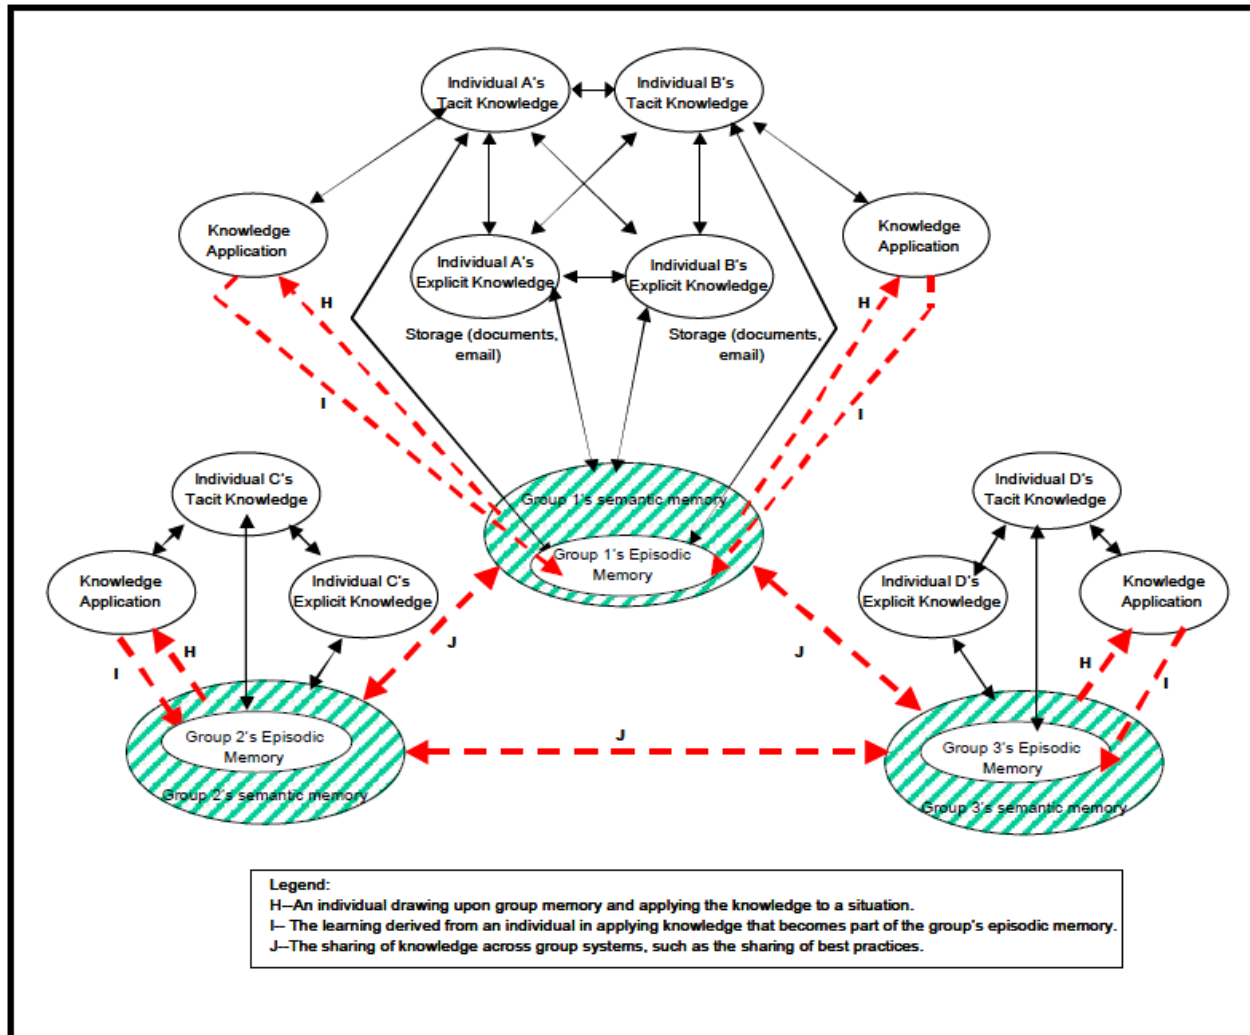 Individual A's
Tacit Knowledge
Individual B's
Tacit Knowledge
Knowledge
Application
Individual A's
Explicit Knowledge
Individual B's
Explicit Knowledge
Knowledge
Application
H
H
Storage (documents,
email)
Storage (documents,
email)
I
I
Individual C's
Tacit Knowledge
Group 1's semantic memory
Individual D's
Tacit Knowledge
Group 1's Episodic
Memory
Knowledge
Application
Individual C's
Explicit Knowledge
Individual D's
Explicit Knowledge
Knowledge
Application
J
J
H
I
H
I
Group 2's Episodic
Memory
Group 2's semantic memory
J
Group 3's Episodic
Memory
Group 3's semantic memory
Legend:
H--An individual drawing upon group memory and applying the knowledge to a situation.
I-- The learning derived from an individual in applying knowledge that becomes part of the group's episodic memory.
J--The sharing of knowledge across group systems, such as the sharing of best practices.